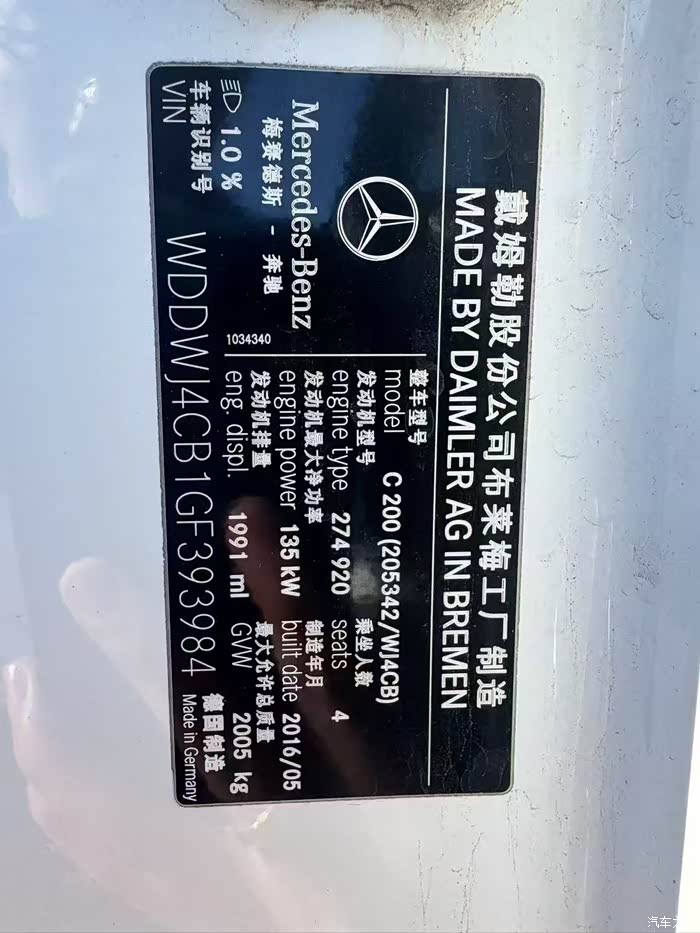 戴姆勒股份公司布莱梅工厂制造
MADE BY DAIMLER AG IN BREMEN
Mercedes-Benz
梅赛德斯 - 奔驰
1.0 %
1034340
整车型号
model C 200 (205342/WJ4CB)
发动机型号 乘坐人数
engine type 274 920 seats 4
发动机最大净功率 制造年月
engine power 135 kW built date 2016/05
发动机排量 最大允许总质量
eng. displ. 1991 ml GVW 2005 kg
车辆识别号 德国制造
VIN WDDWJ4CB1GF393984 Made in Germany
汽车之